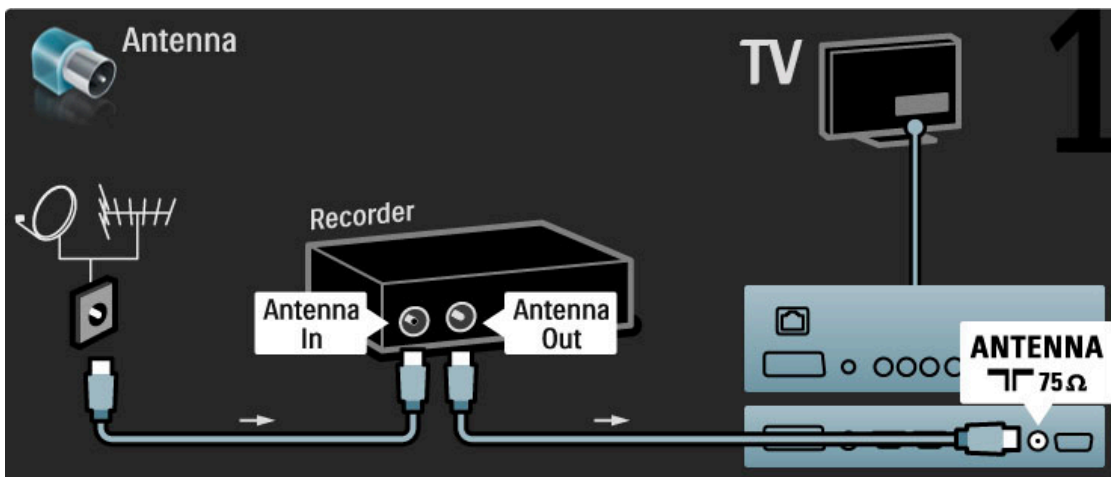 Antenna
TV
1
Recorder
Antenna
In
Antenna
Out
ANTENNA
75Ω